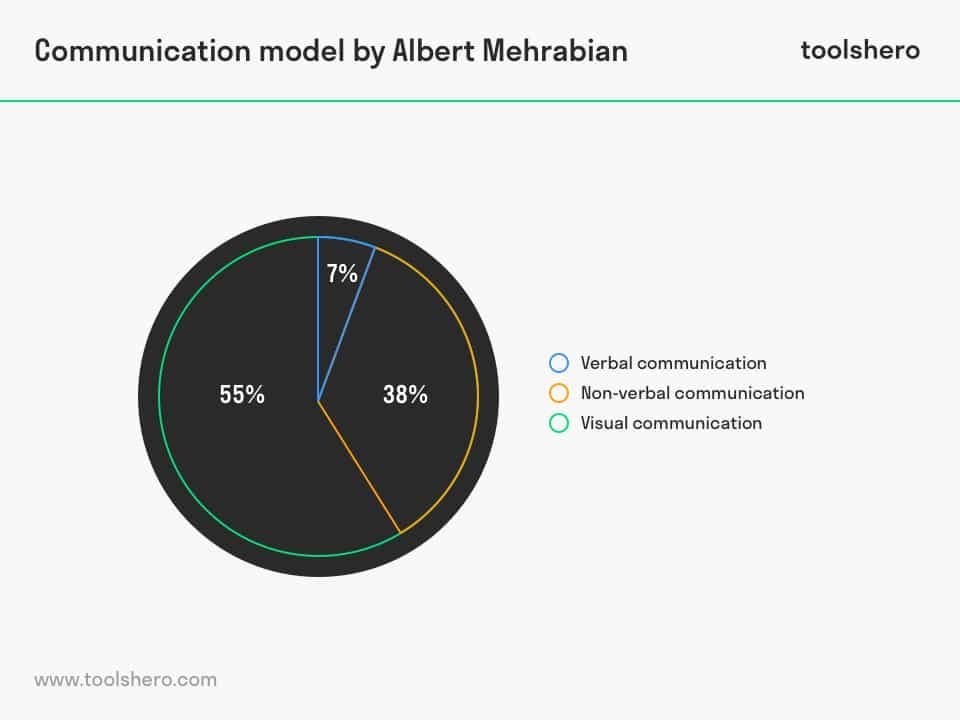 Communication model by Albert Mehrabian
toolshero
7%
55%
38%
Verbal communication
Non-verbal communication
Visual communication
www.toolshero.com